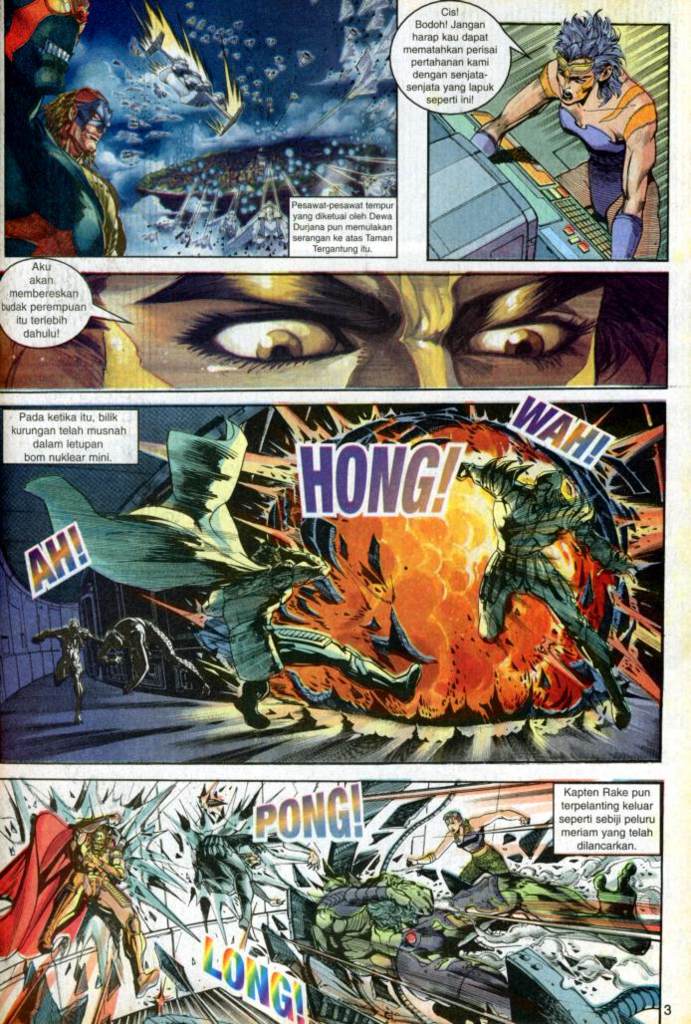 Cis!
Bodoh! Jangan
harap kau dapat
mematahkan perisai
pertahanan kami
dengan senjata-
senjata yang lapuk
seperti ini!
Pesawat-pesawat tempur
yang diketuai oleh Dewa
Durjana pun memulakan
serangan ke atas Taman
Tergantung itu.
Aku
akan
membereskan
budak perempuan
itu terlebih
dahulu!
Pada ketika itu, bilik
kurungan telah musnah
dalam letupan
bom nuklear mini.
WAH!
HONG!
AH!
Kapten Rake pun
terpelanting keluar
seperti sebiji peluru
meriam yang telah
dilancarkan.
PONG!
LONG!
3